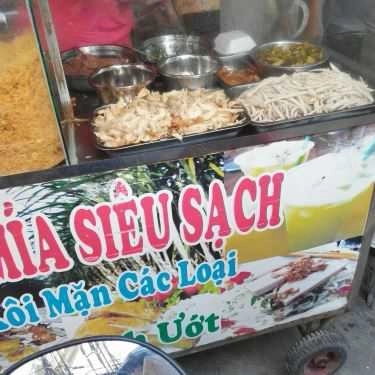 MÍA SIÊU SẠCH
Xôi Mặn Các Loại
Ướt